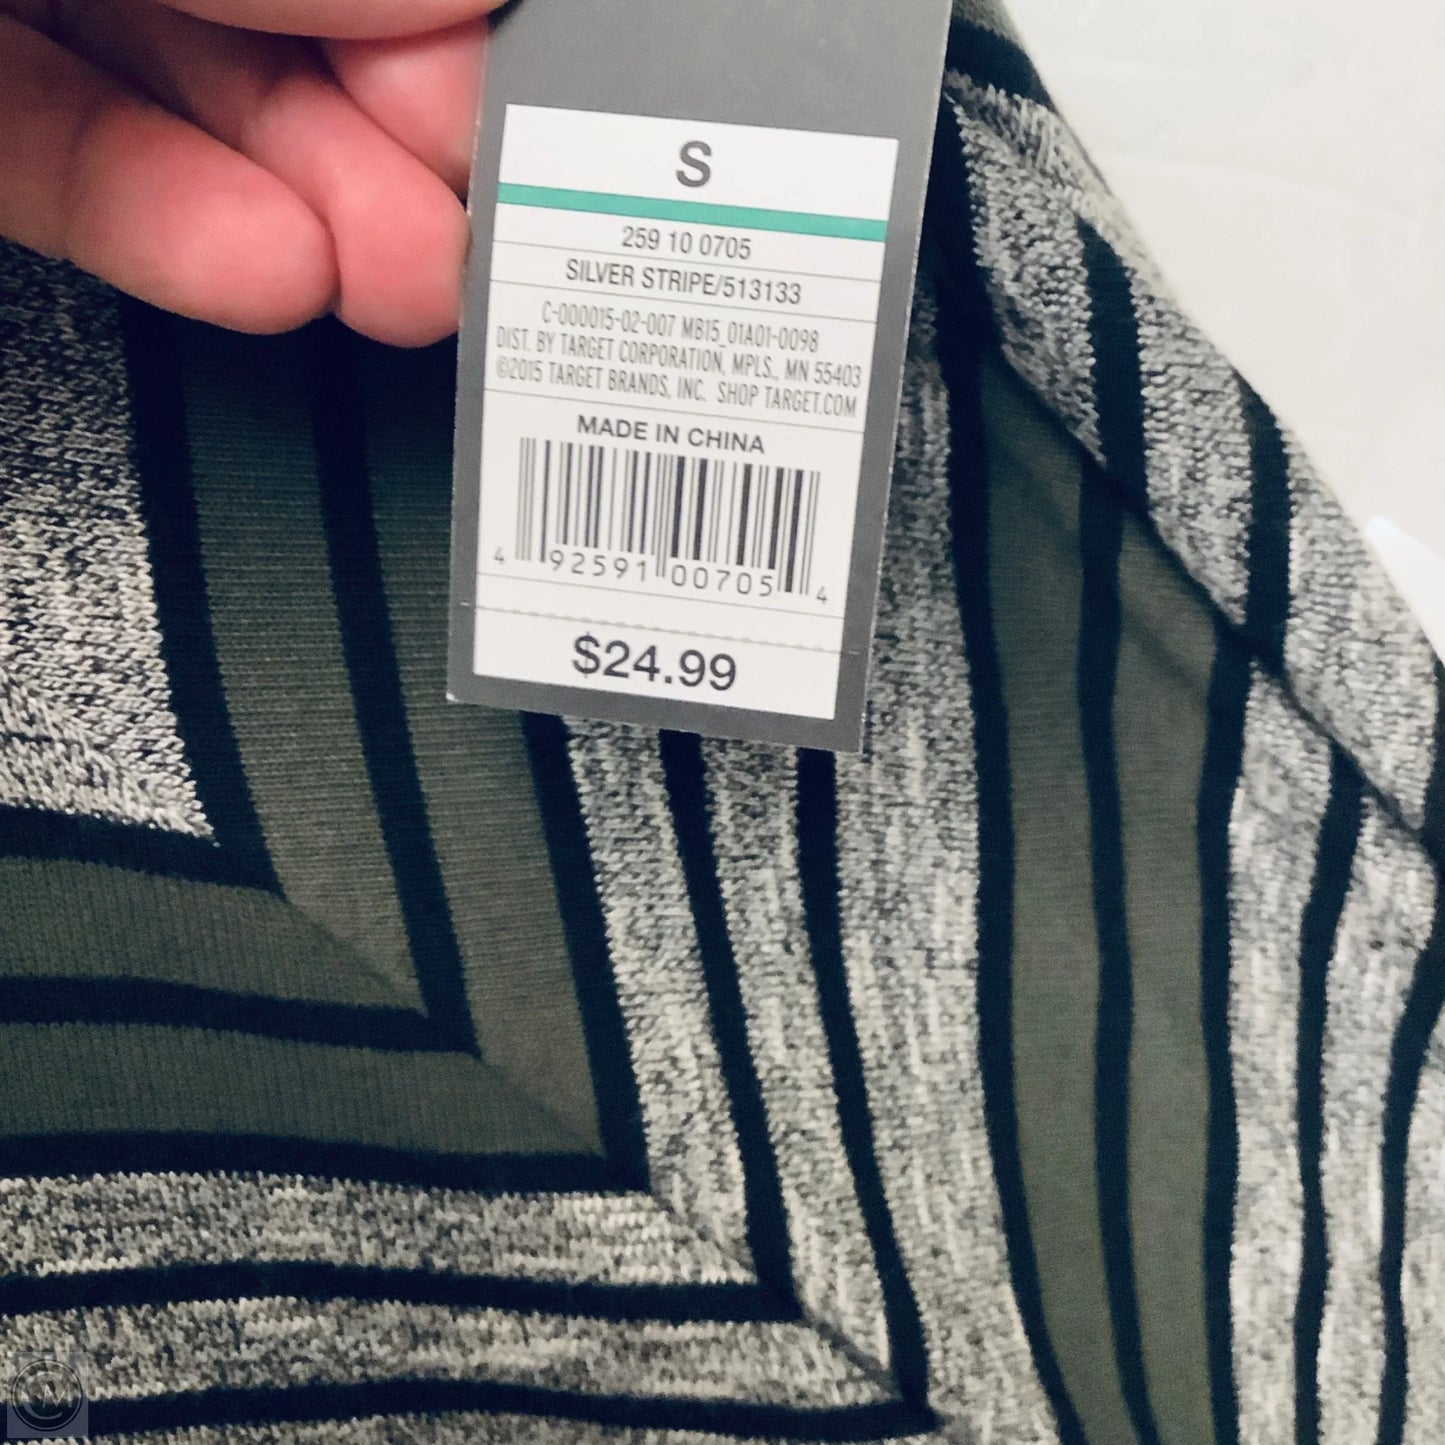 S
259 10 0705
SILVER STRIPE/513133
C-000015-02-007 MB15_01A01-0098
DIST. BY TARGET CORPORATION, MPLS., MN 55403
©2015 TARGET BRANDS, INC. SHOP TARGET.COM
MADE IN CHINA
4 92591 00705 4
$24.99